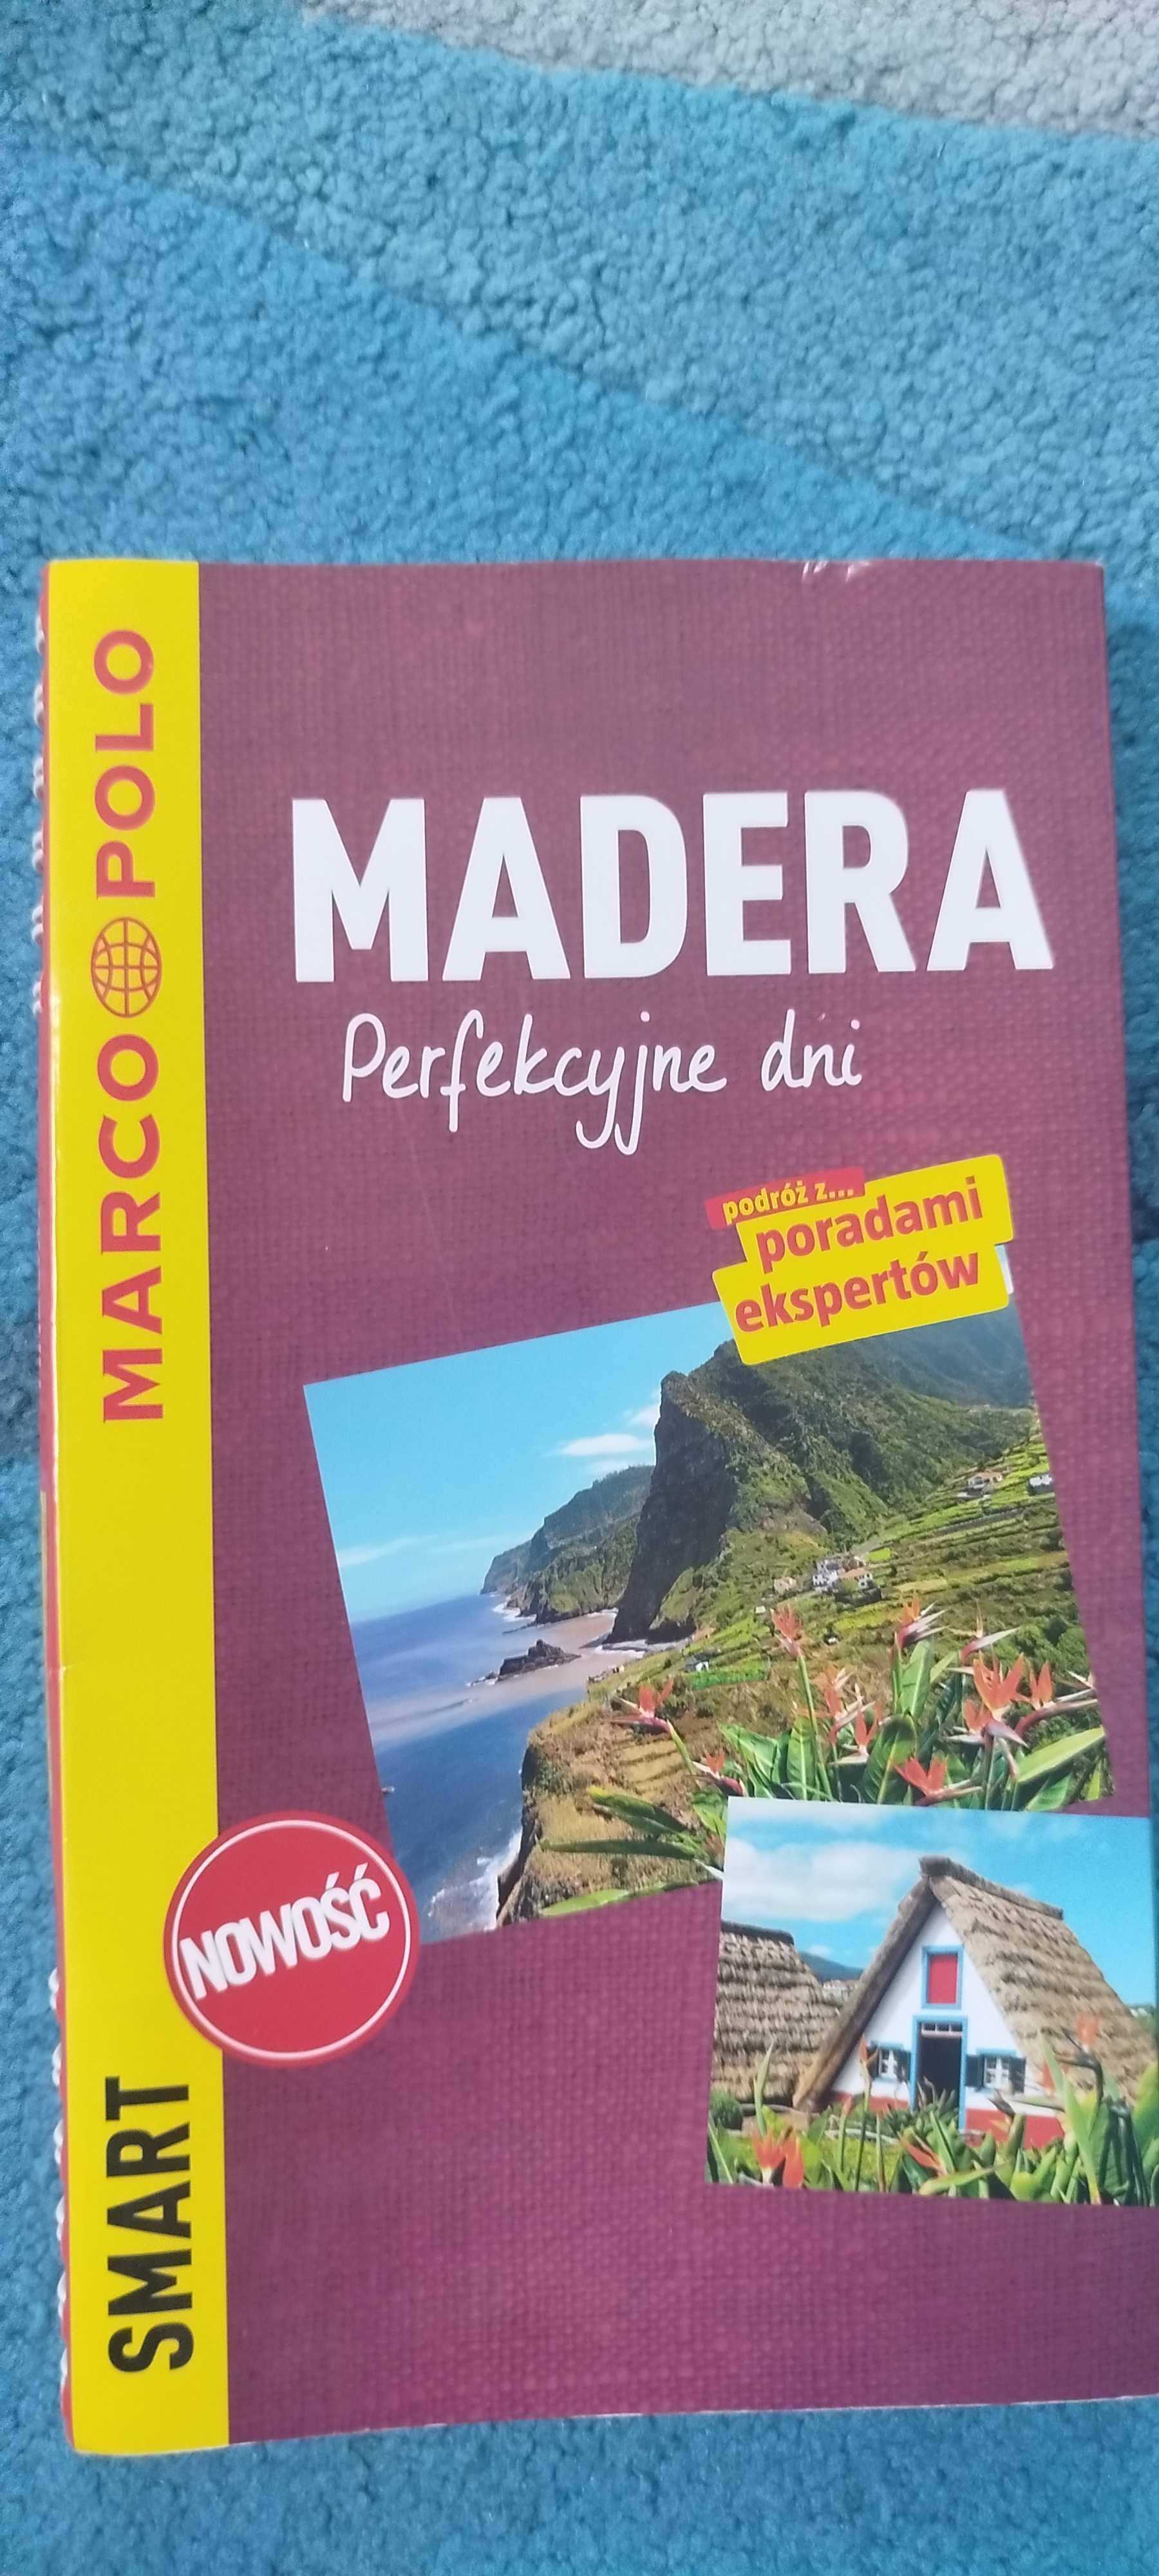 MARCO POLO
MADERA
Perfekcyjne dni
podróż z...
poradami
ekspertów
NOWOŚĆ
SMART